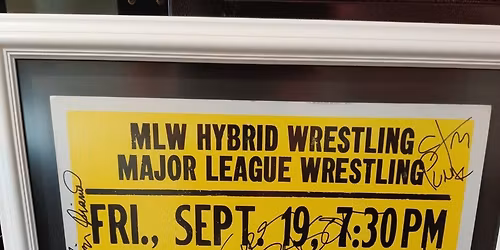 MLW HYBRID WRESTLING
MAJOR LEAGUE WRESTLING
FRI., SEPT. 19, 7:30 PM